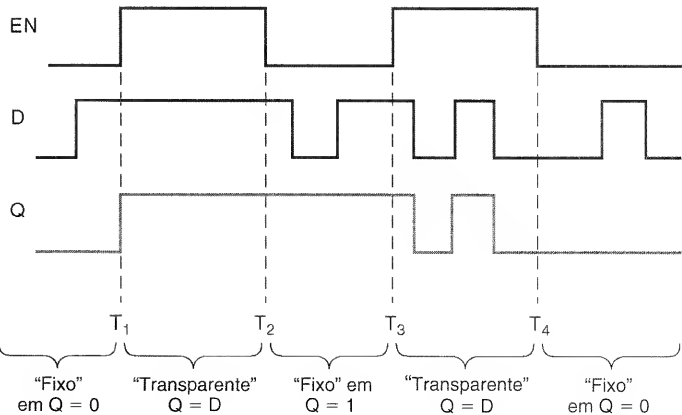 EN
D
Q
T1 T2 T3 T4
“Fixo” “Transparente” “Fixo” em “Transparente” “Fixo”
em Q = 0 Q = D Q = 1 Q = D em Q = 0